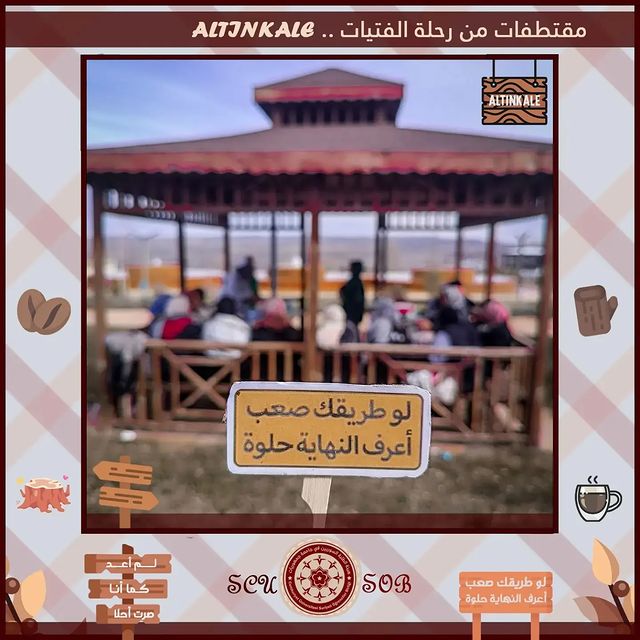 مقتطفات من رحلة الفتيات .. ALTINKALE
ALTINKALE
لو طريقك صعب
أعرف النهاية حلوة
لم أعد
كما أنا
صرت أحلا
SCU
SOB
لو طريقك صعب
أعرف النهاية حلوة